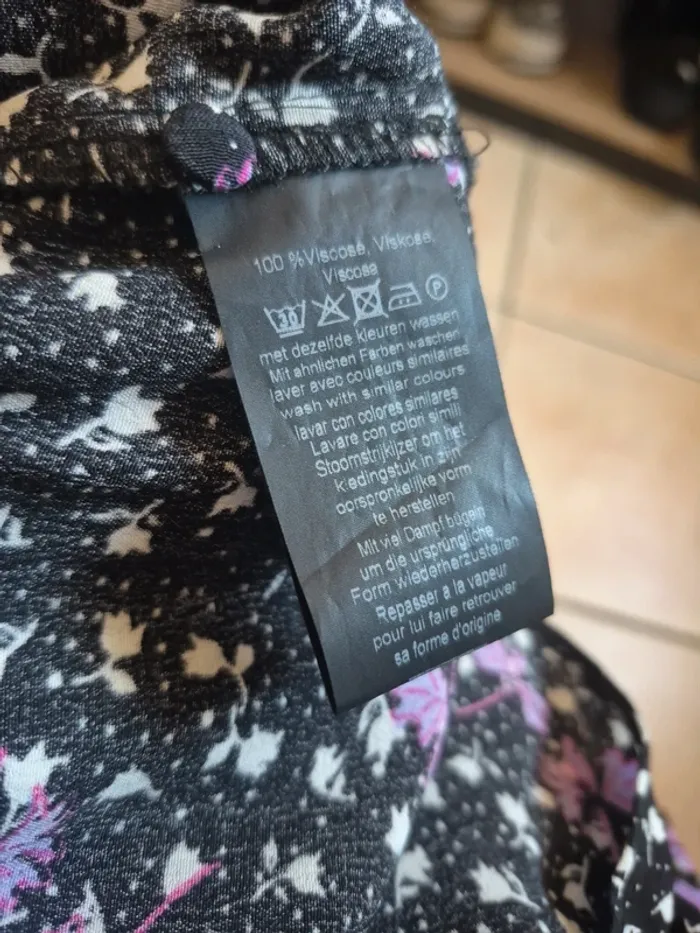 100 %Viscose, Viskose,
Viscosa
30 P
met dezelfde kleuren wassen
Mit ahnlichen Farben waschen
laver avec couleurs similaires
wash with similar colours
lavar con colores similares
Lavare con colori simili
Stoomstrijkijzer om het
kledingstuk in zijn
oorspronkelijke vorm
te herstellen
Mit viel Dampf bügeln
um die ursprüngliche
Form wiederherzustellen
Repasser a la vapeur
pour lui faire retrouver
sa forme d'origine